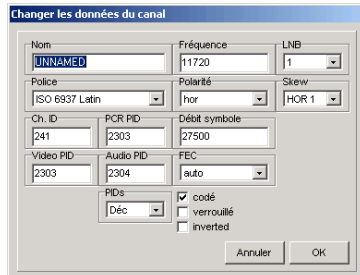 Changer les données du canal
Nom Fréquence LNB
UNNAMED 11720 1
Police Polarité Skew
ISO 6937 Latin hor HOR 1
Ch. ID PCR PID Débit symbole
241 2303 27500
Video PID Audio PID FEC
2303 2304 auto
PIDs
Déc
codé
verrouillé
inverted
Annuler OK